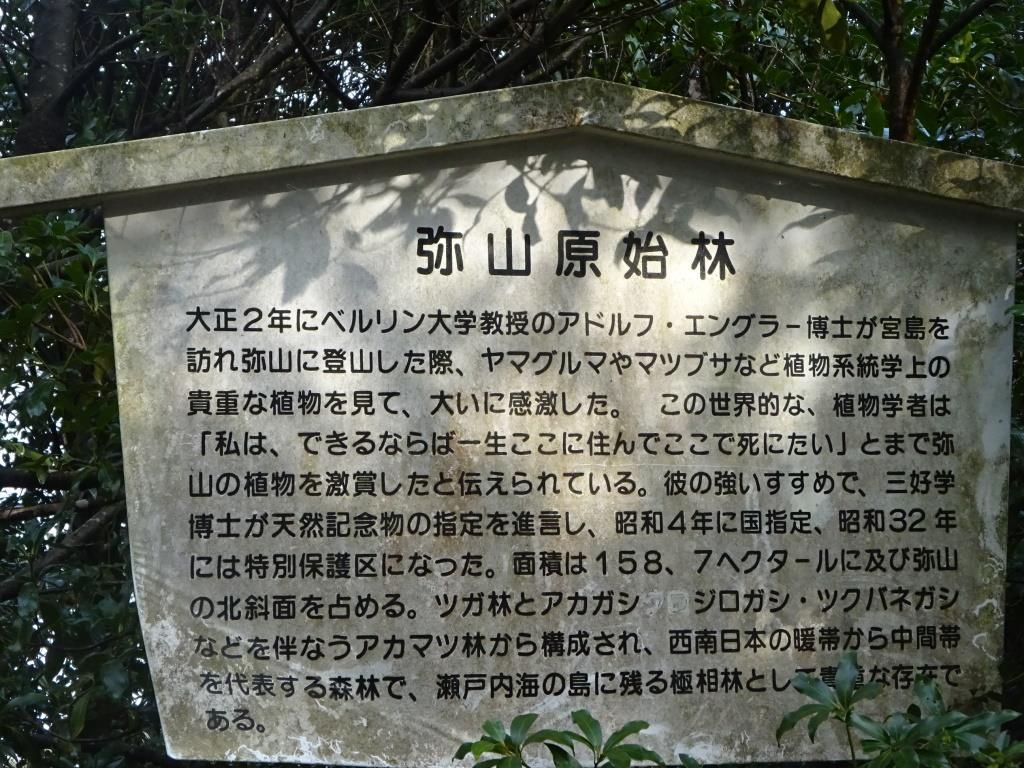 弥山原始林
大正２年にベルリン大学教授のアドルフ・エングラー博士が宮島を
訪れ弥山に登山した際、ヤマグルマやマツブサなど植物系統学上の
貴重な植物を見て、大いに感激した。　この世界的な、植物学者は
「私は、できるならば一生ここに住んでここで死にたい」とまで弥
山の植物を激賞したと伝えられている。彼の強いすすめで、三好学
博士が天然記念物の指定を進言し、昭和４年に国指定、昭和３２年
には特別保護区になった。面積は１５８、７ヘクタールに及び弥山
の北斜面を占める。ツガ林とアカガシ ジロガシ・ツクバネガシ
などを伴なうアカマツ林から構成され、西南日本の暖帯から中間帯
を代表する森林で、瀬戸内海の島に残る極相林として貴重な存在で
ある。